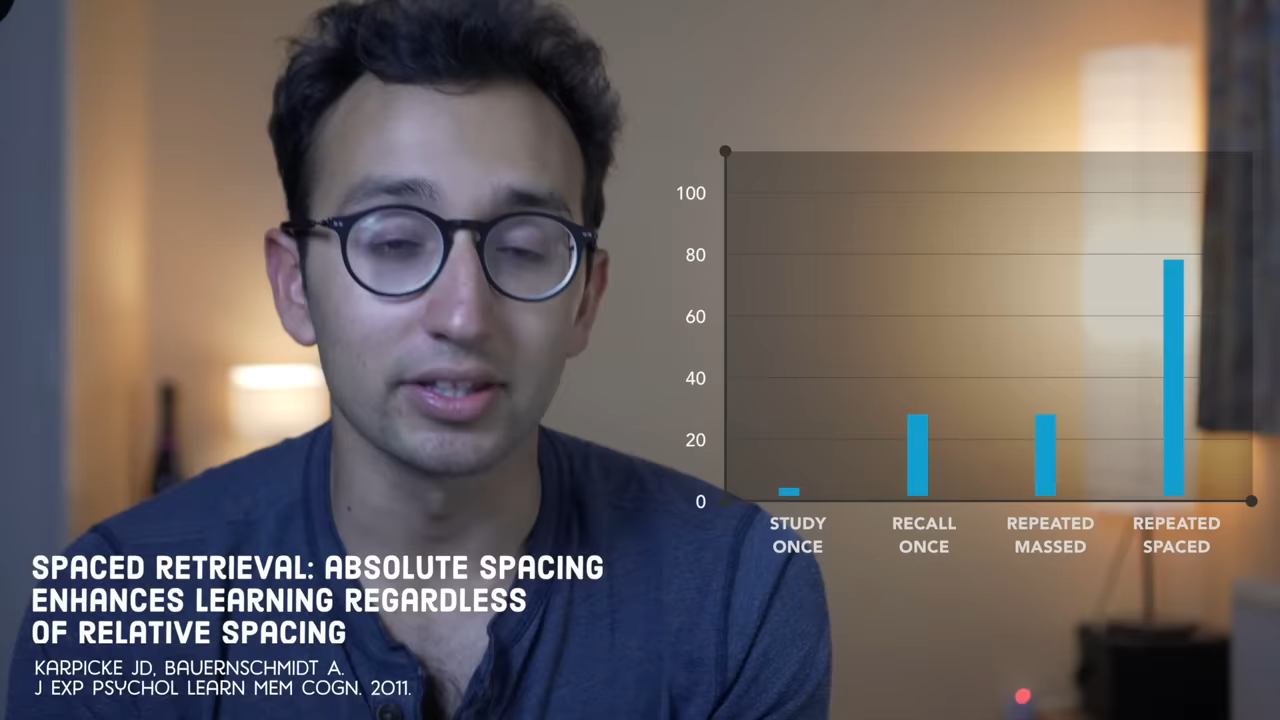 100
80
60
40
20
0
STUDY ONCE
RECALL ONCE
REPEATED MASSED
REPEATED SPACED
SPACED RETRIEVAL: ABSOLUTE SPACING
ENHANCES LEARNING REGARDLESS
OF RELATIVE SPACING
KARPICKE JD, BAUERNSCHMIDT A.
J EXP PSYCHOL LEARN MEM COGN. 2011.